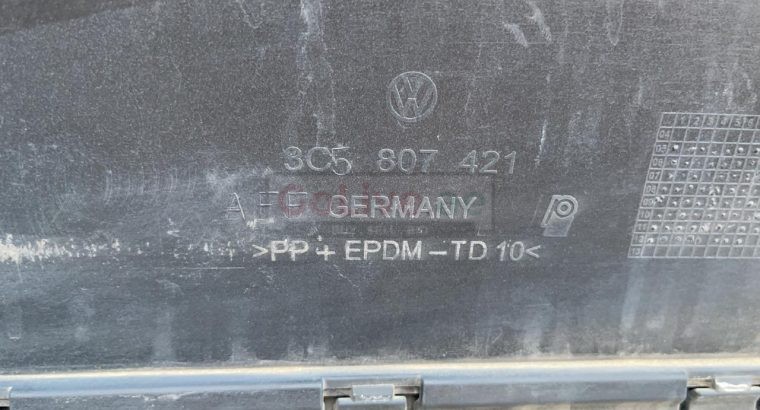 3C5 807 421
GERMANY
>PP + EPDM – TD 10<